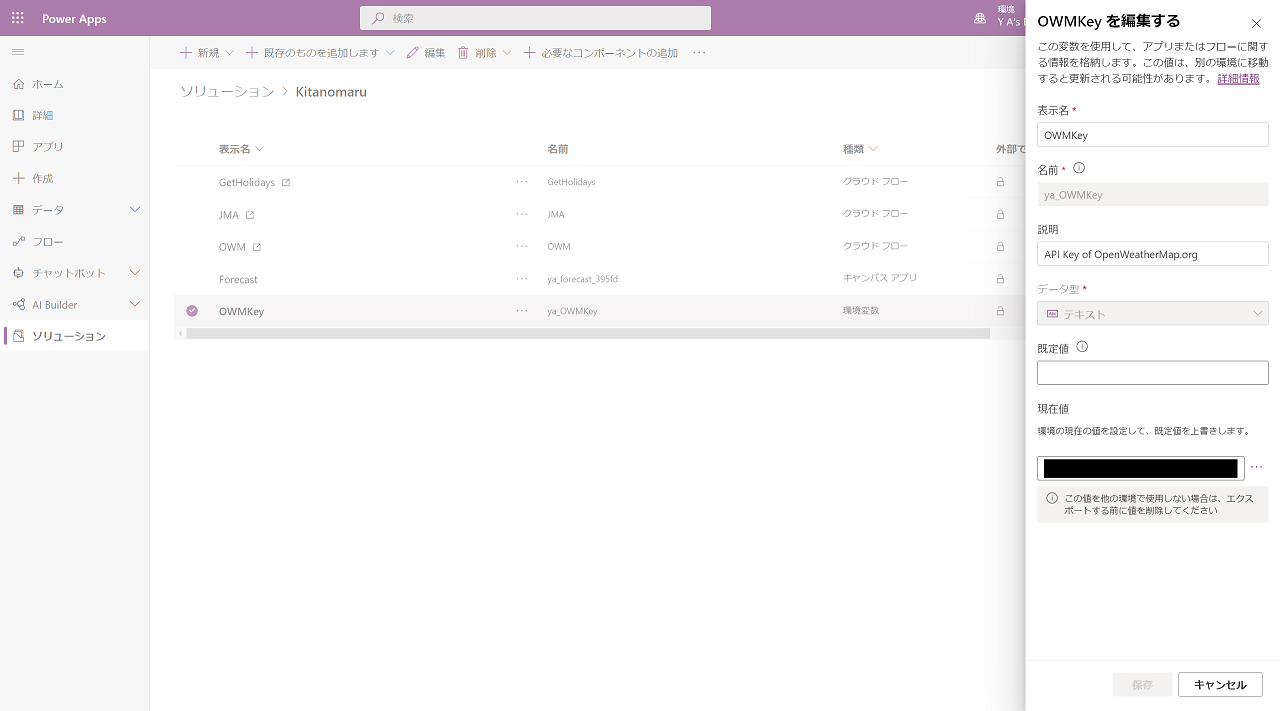 Power Apps
検索
環境
Y A's
新規
既存のものを追加します
編集
削除
必要なコンポーネントの追加
ホーム
詳細
アプリ
作成
データ
フロー
チャットボット
AI Builder
ソリューション
ソリューション > Kitanomaru
表示名 名前 種類 外部で
GetHolidays GetHolidays クラウド フロー
JMA JMA クラウド フロー
OWM OWM クラウド フロー
Forecast ya_forecast_395fd キャンバス アプリ
OWMKey ya_OWMKey 環境変数
OWMKey を編集する
この変数を使用して、アプリまたはフローに関す
る情報を格納します。この値は、別の環境に移動
すると更新される可能性があります。 詳細情報
表示名 *
OWMKey
名前 *
ya_OWMKey
説明
API Key of OpenWeatherMap.org
データ型 *
Abc テキスト
既定値
現在値
環境の現在の値を設定して、既定値を上書きします。
この値を他の環境で使用しない場合は、エクス
ポートする前に値を削除してください
保存
キャンセル